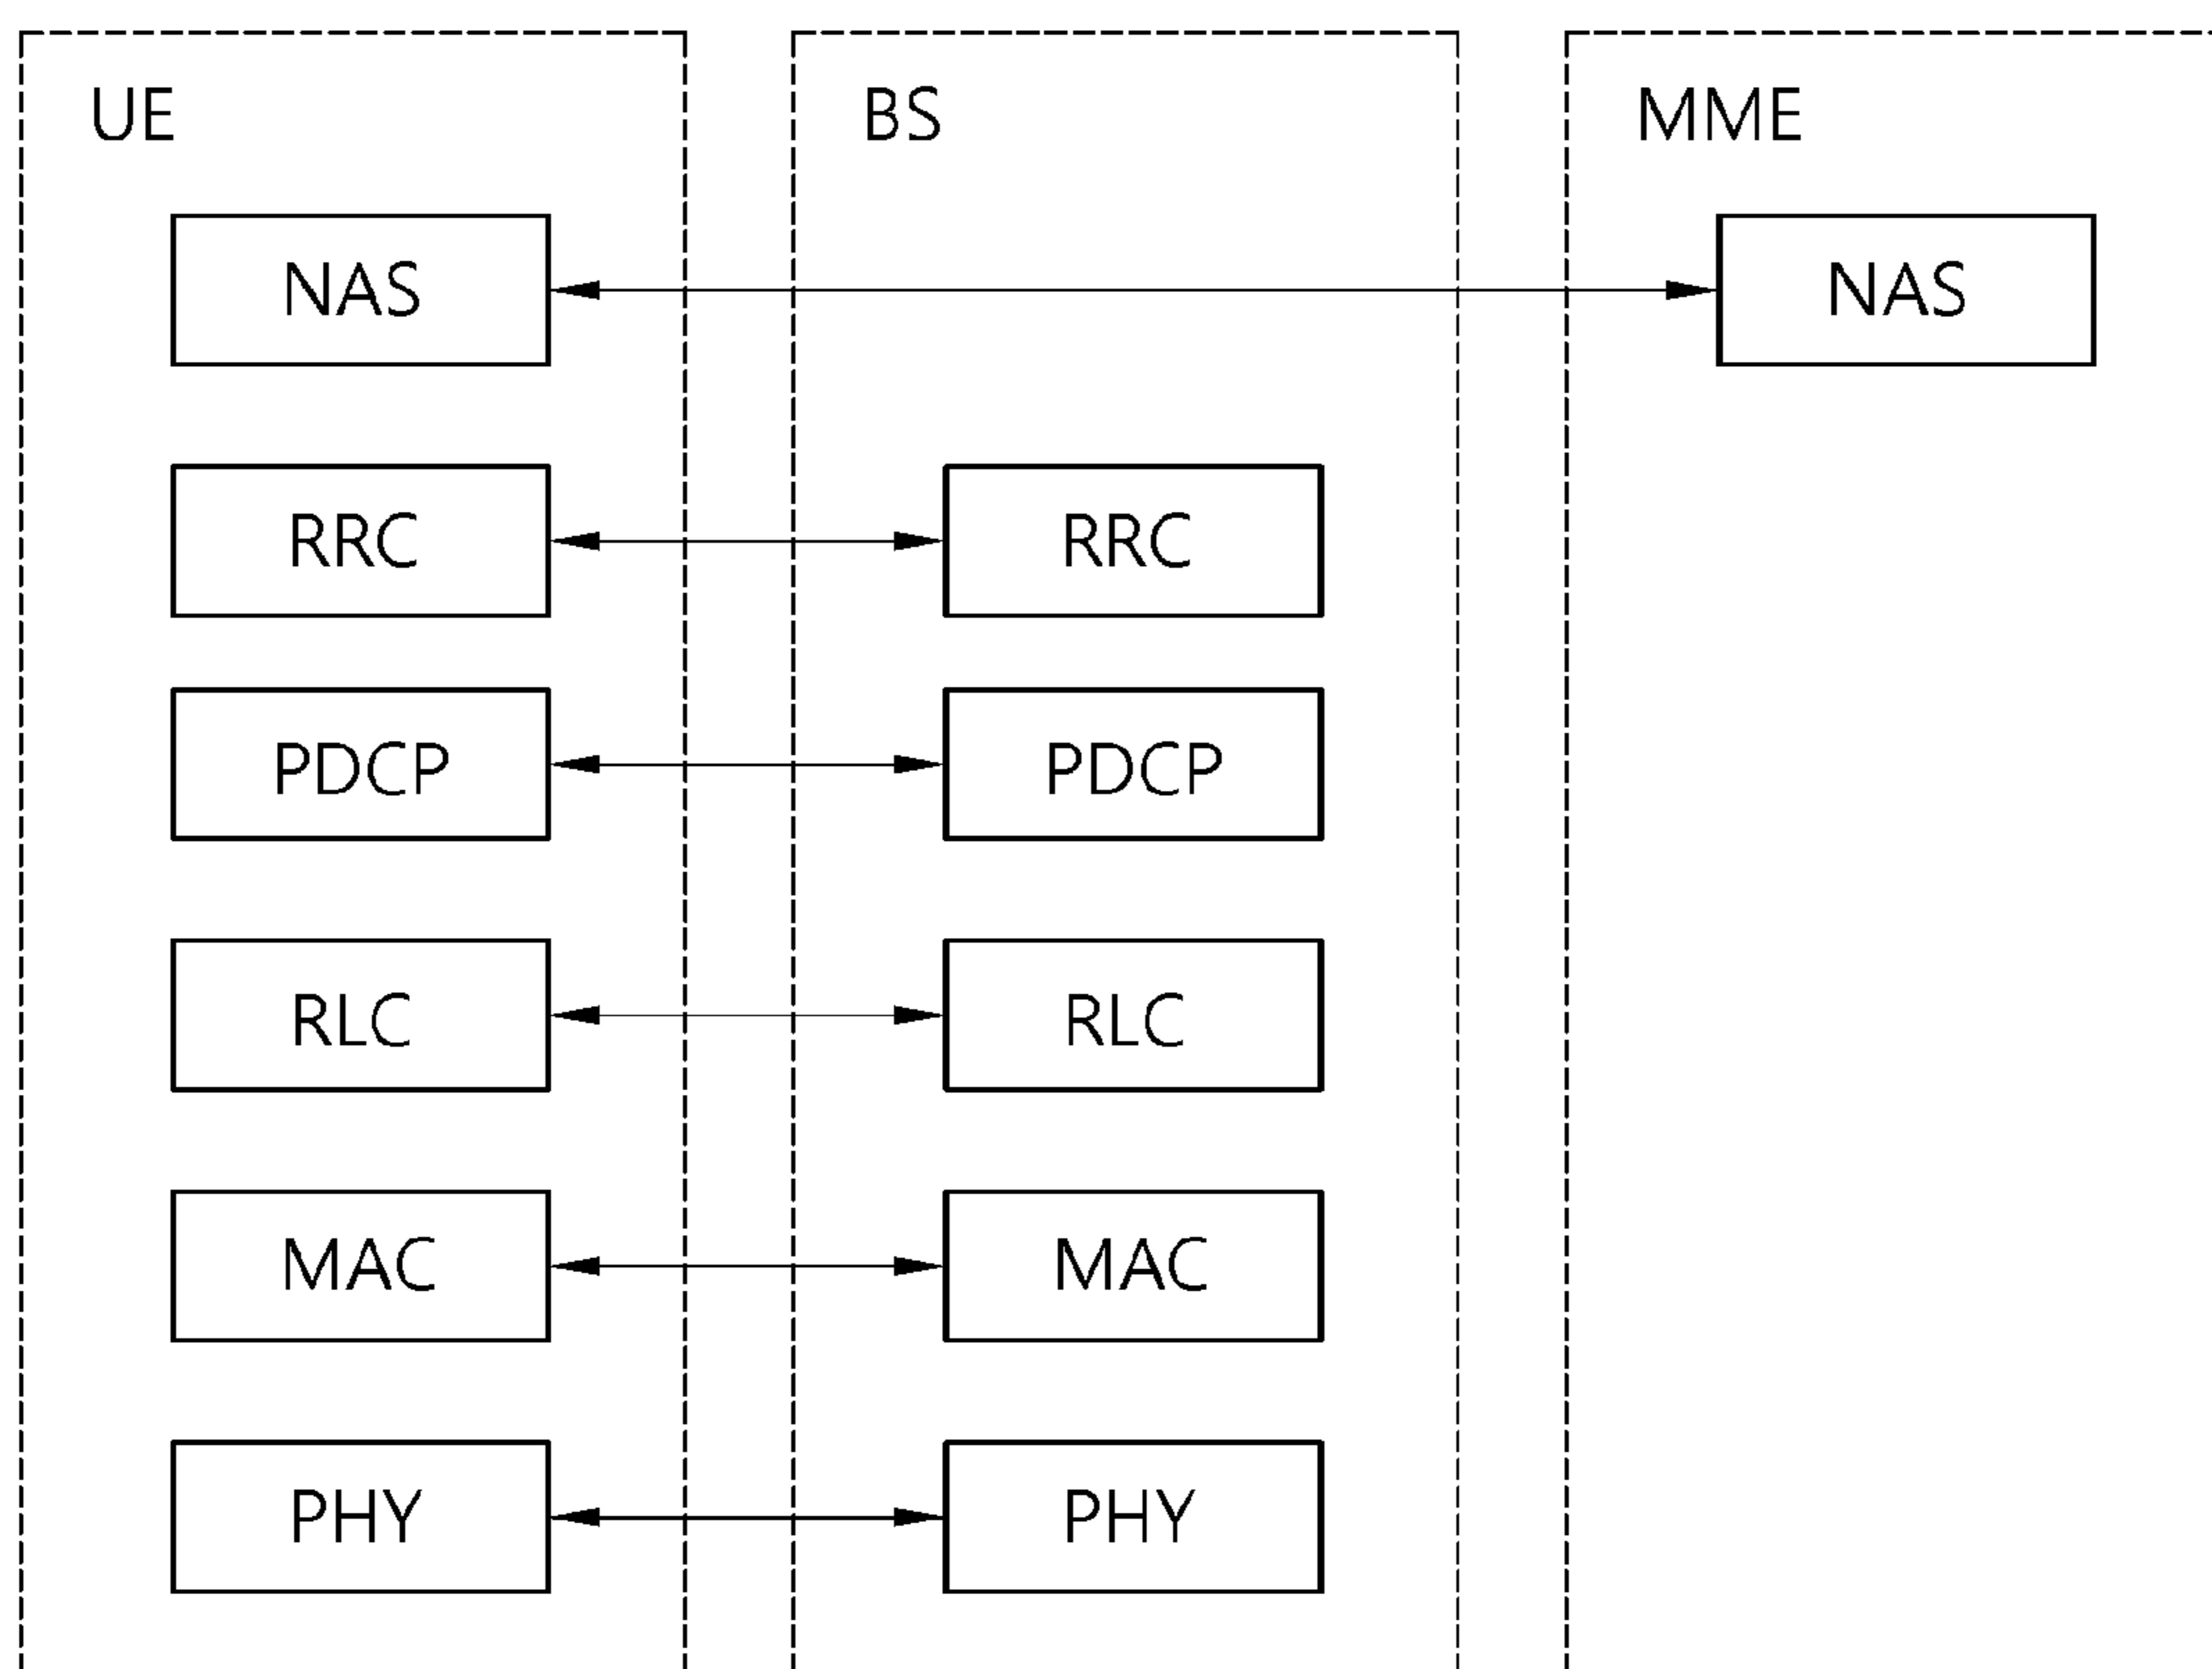 UE BS MME
NAS NAS
RRC RRC
PDCP PDCP
RLC RLC
MAC MAC
PHY PHY